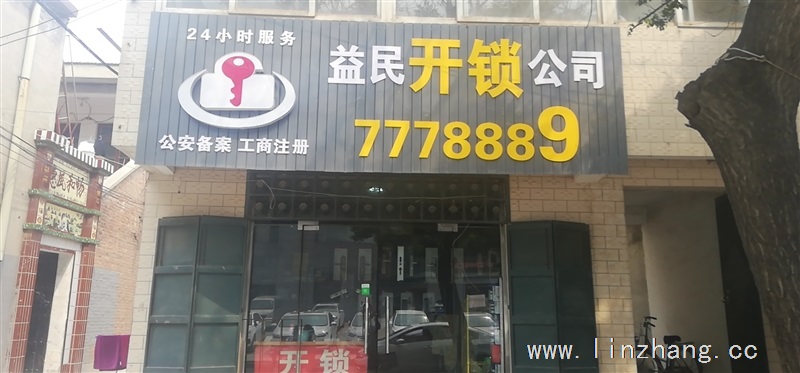 24小时服务
益民开锁公司
7778889
公安备案 工商注册
开锁
www.linzhang.cc